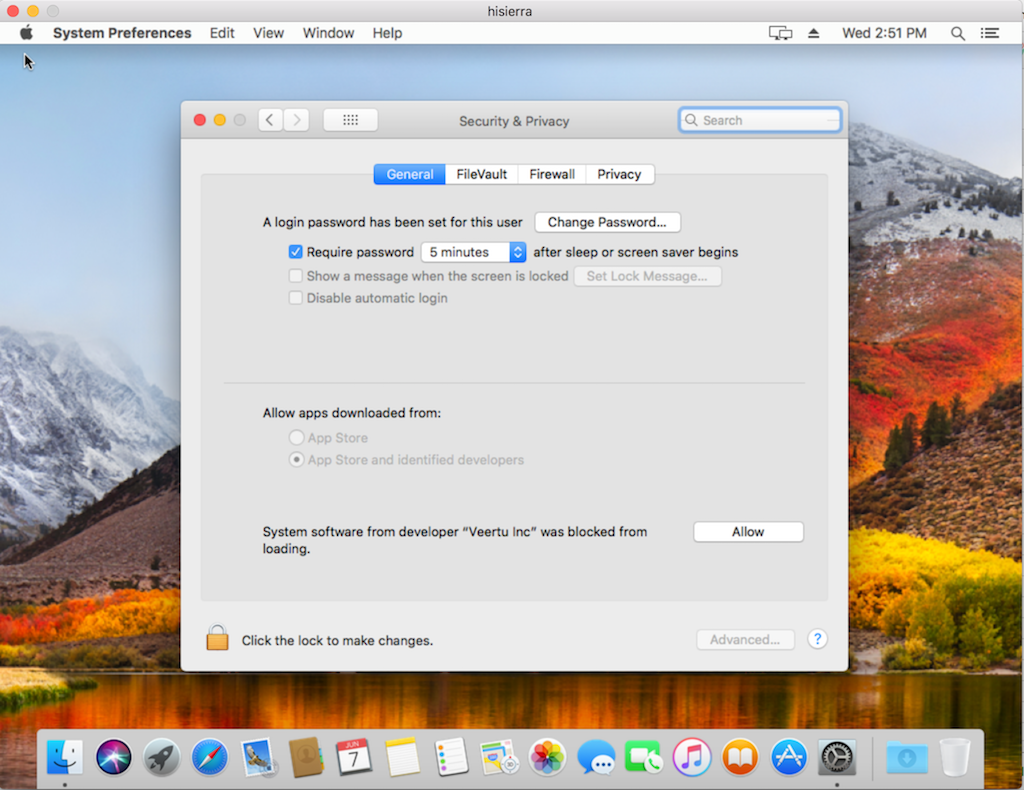 hisierra
System Preferences Edit View Window Help Wed 2:51 PM
Security & Privacy
Search
General FileVault Firewall Privacy
A login password has been set for this user Change Password...
Require password 5 minutes after sleep or screen saver begins
Show a message when the screen is locked Set Lock Message...
Disable automatic login
Allow apps downloaded from:
App Store
App Store and identified developers
System software from developer “Veertu Inc” was blocked from
loading.
Allow
Click the lock to make changes.
Advanced...
?
JUN
7